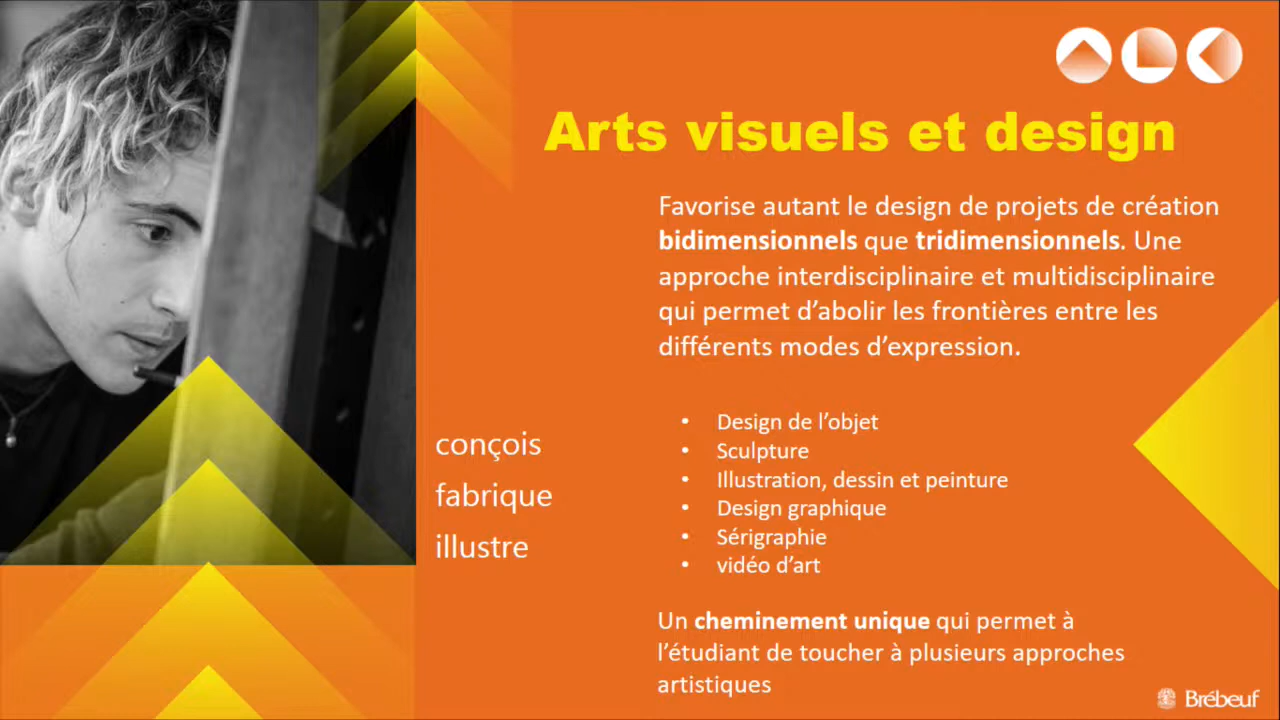 Arts visuels et design
Favorise autant le design de projets de création
bidimensionnels que tridimensionnels. Une
approche interdisciplinaire et multidisciplinaire
qui permet d’abolir les frontières entre les
différents modes d’expression.
conçois
fabrique
illustre
• Design de l’objet
• Sculpture
• Illustration, dessin et peinture
• Design graphique
• Sérigraphie
• vidéo d’art
Un cheminement unique qui permet à
l’étudiant de toucher à plusieurs approches
artistiques
Brébeuf